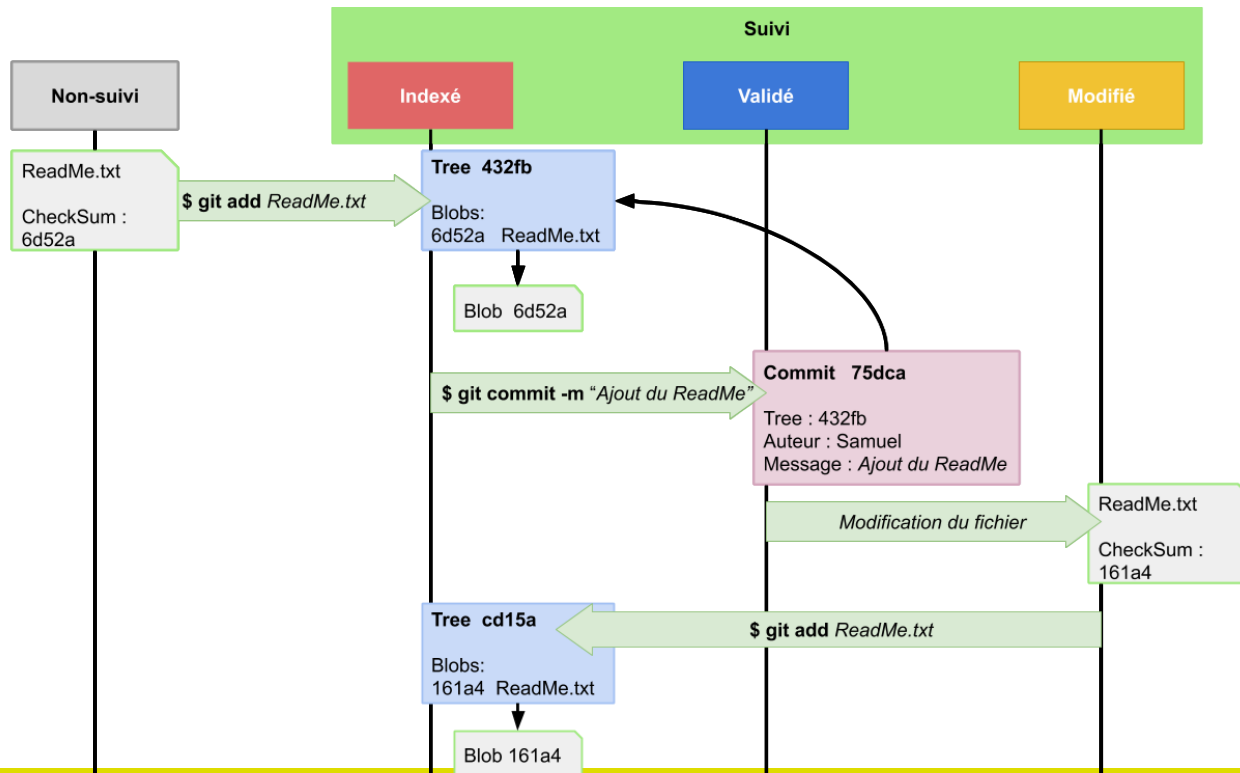 Suivi
Non-suivi
Indexé
Validé
Modifié
ReadMe.txt
CheckSum :
6d52a
$ git add ReadMe.txt
Tree 432fb
Blobs:
6d52a ReadMe.txt
Blob 6d52a
$ git commit -m “Ajout du ReadMe”
Commit 75dca
Tree : 432fb
Auteur : Samuel
Message : Ajout du ReadMe
Modification du fichier
ReadMe.txt
CheckSum :
161a4
$ git add ReadMe.txt
Tree cd15a
Blobs:
161a4 ReadMe.txt
Blob 161a4